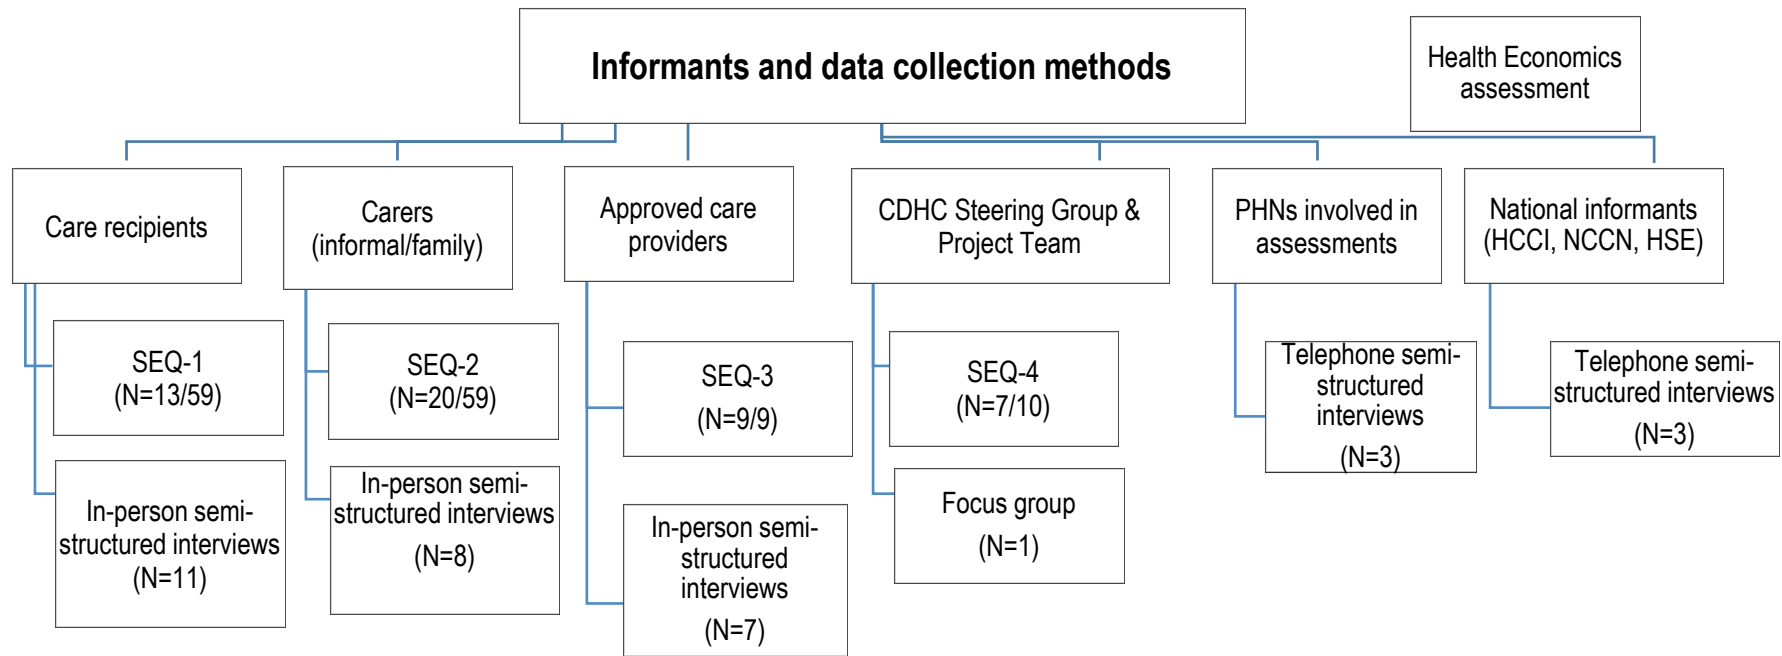 Informants and data collection methods
Health Economics
assessment
Care recipients
Carers
(informal/family)
Approved care
providers
CDHC Steering Group &
Project Team
PHNs involved in
assessments
National informants
(HCCI, NCCN, HSE)
SEQ-1
(N=13/59)
SEQ-2
(N=20/59)
SEQ-3
(N=9/9)
SEQ-4
(N=7/10)
Telephone semi-
structured
interviews
(N=3)
Telephone semi-
structured interviews
(N=3)
In-person semi-
structured interviews
(N=11)
In-person semi-
structured interviews
(N=8)
In-person semi-
structured
interviews
(N=7)
Focus group
(N=1)